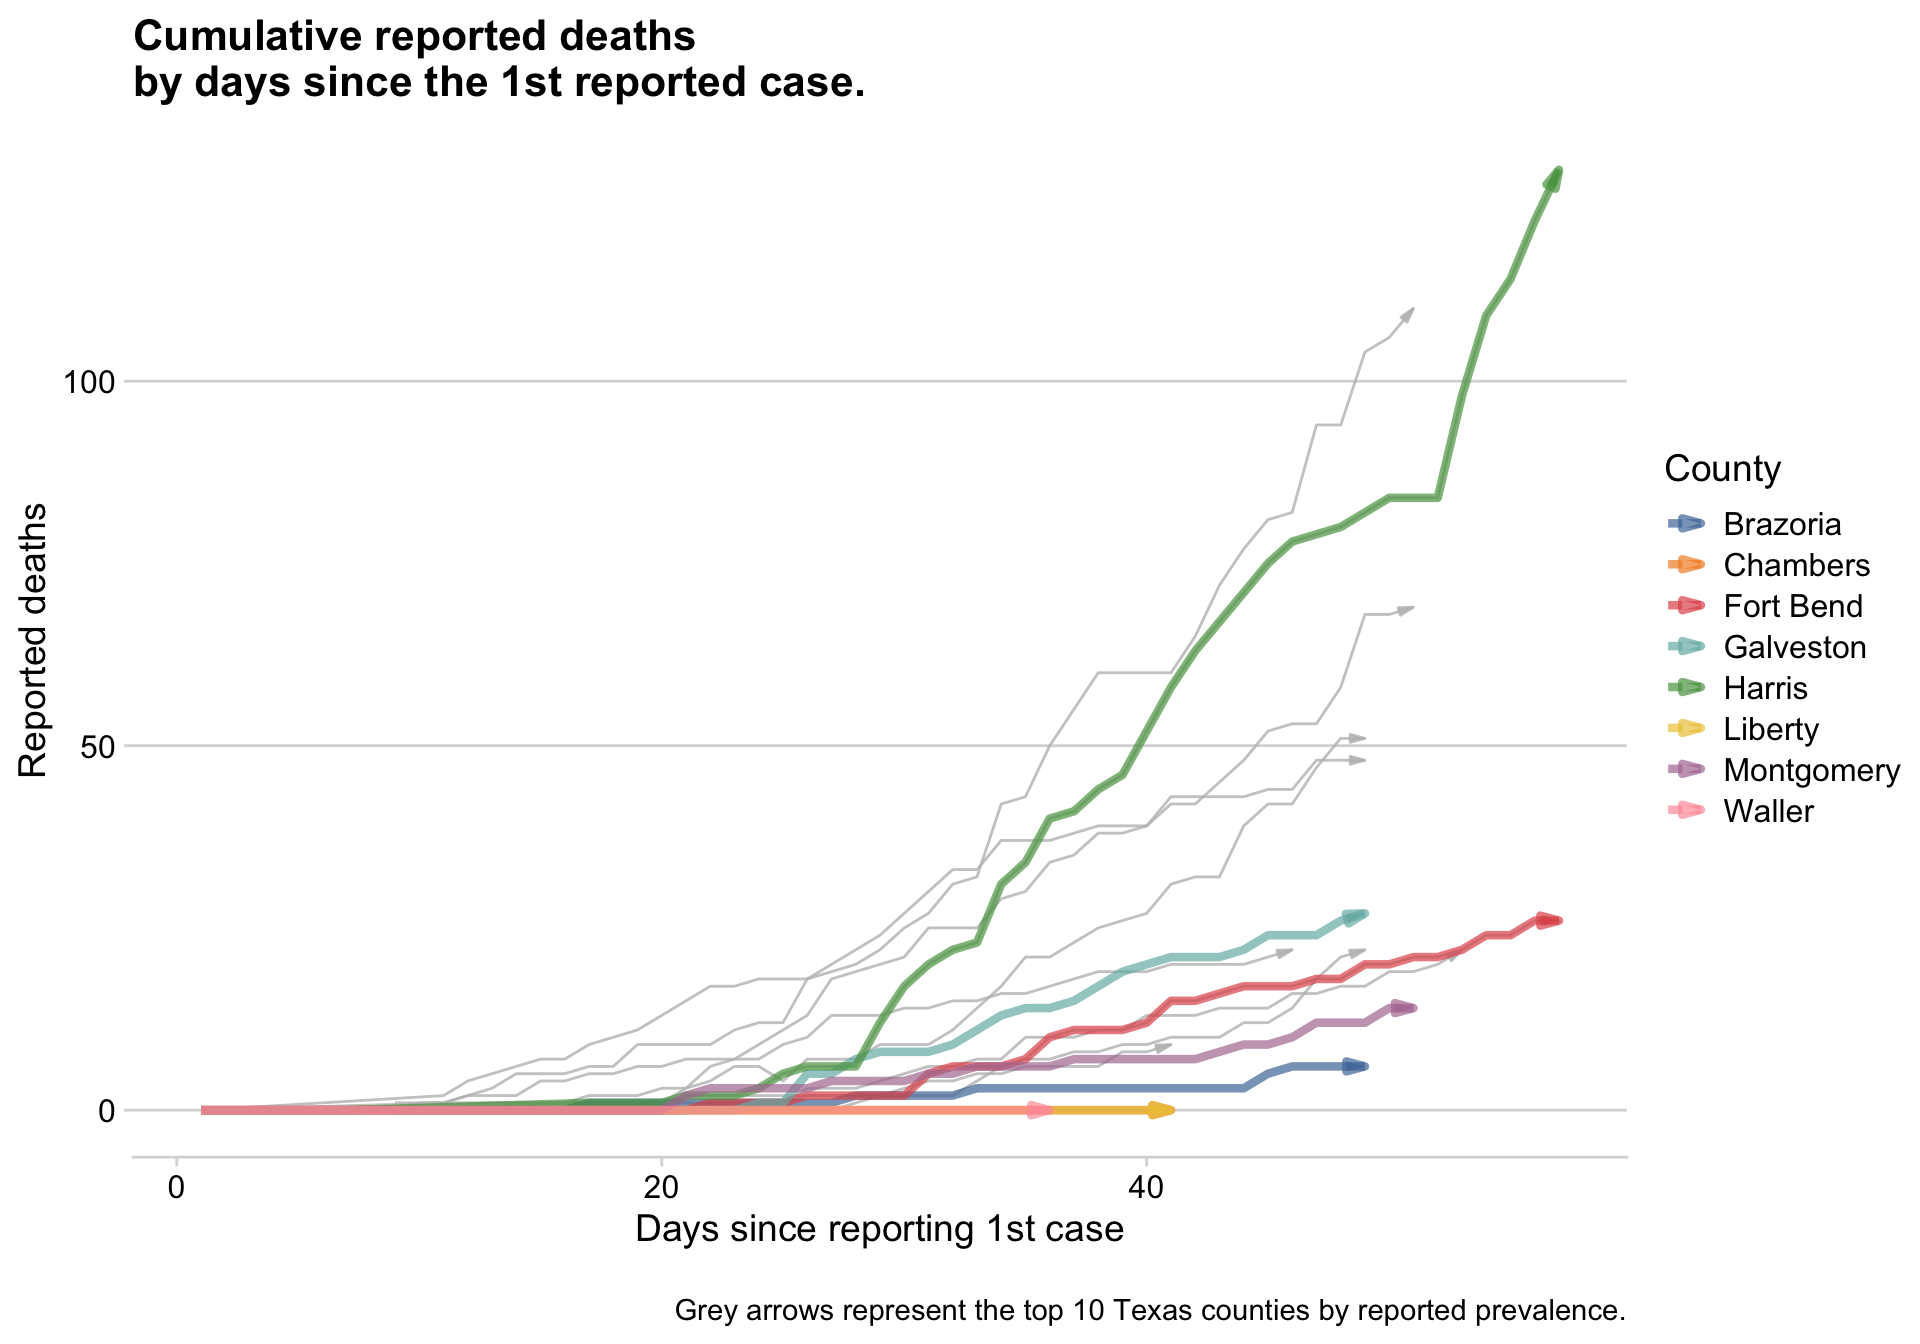 Cumulative reported deaths
by days since the 1st reported case.
Reported deaths
100
50
0
0
20
40
Days since reporting 1st case
County
Brazoria
Chambers
Fort Bend
Galveston
Harris
Liberty
Montgomery
Waller
Grey arrows represent the top 10 Texas counties by reported prevalence.